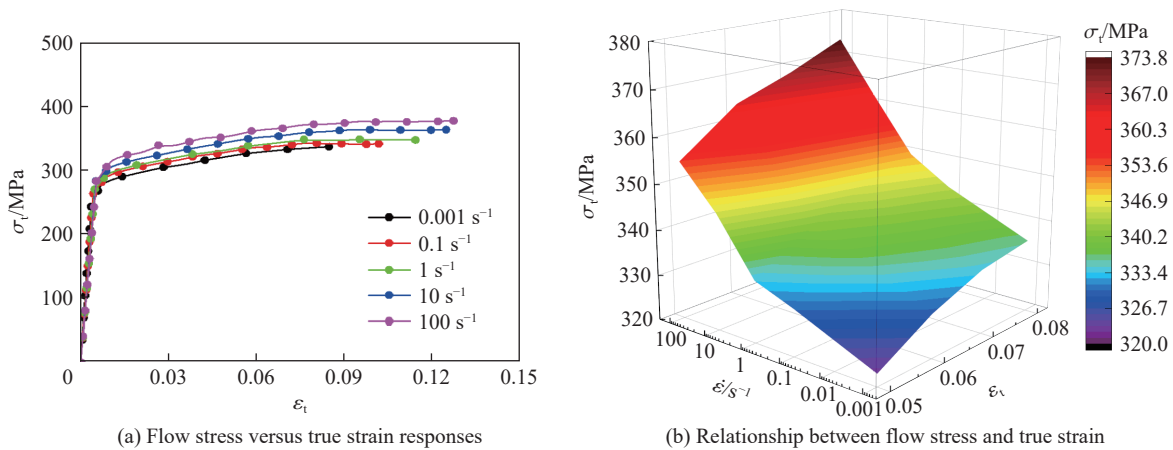 500
400
300
200
100
0
0.03
0.06
0.09
0.12
0.15
σt/MPa
εt
0.001 s⁻¹
0.1 s⁻¹
1 s⁻¹
10 s⁻¹
100 s⁻¹
(a) Flow stress versus true strain responses
380
370
360
350
340
330
320
σt/MPa
100
10
1
0.1
0.01
0.001
ε̇/s⁻¹
0.05
0.06
0.07
0.08
εt
σt/MPa
373.8
367.0
360.3
353.6
346.9
340.2
333.4
326.7
320.0
(b) Relationship between flow stress and true strain